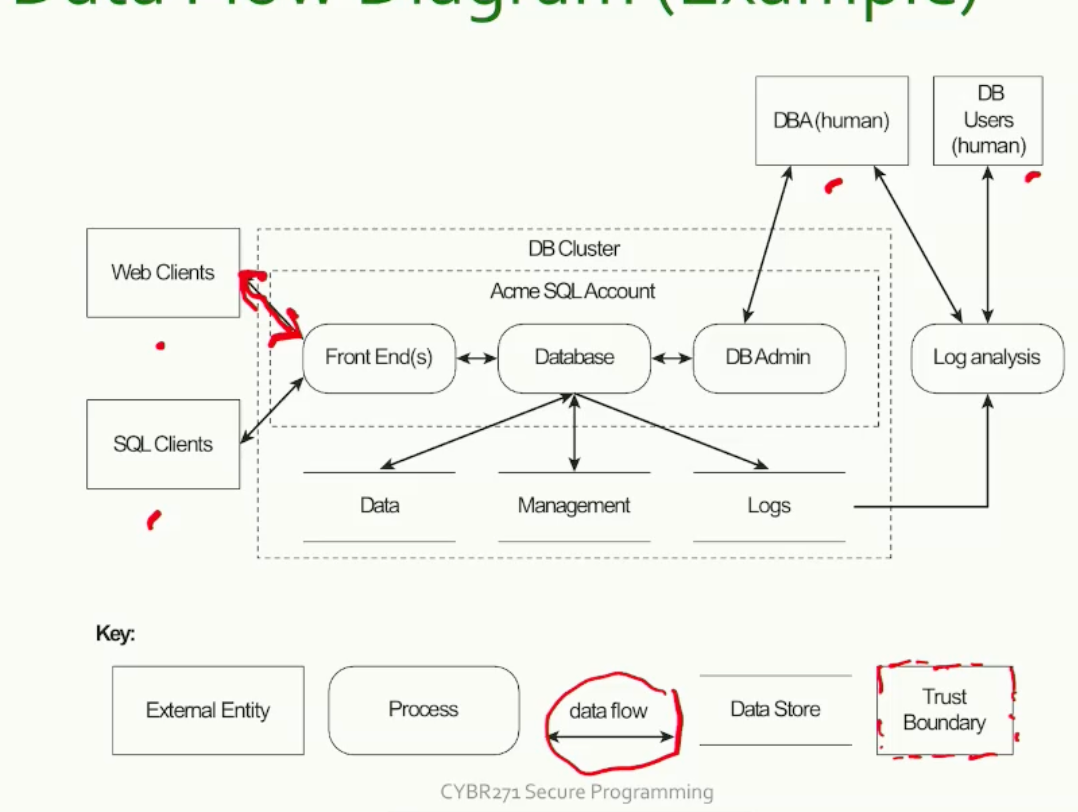 Data Flow Diagram (Example)
DBA (human)
DB
Users
(human)
DB Cluster
Web Clients
Acme SQL Account
Front End(s)
Database
DB Admin
Log analysis
SQL Clients
Data
Management
Logs
Key:
External Entity
Process
data flow
Data Store
Trust
Boundary
CYBR271 Secure Programming